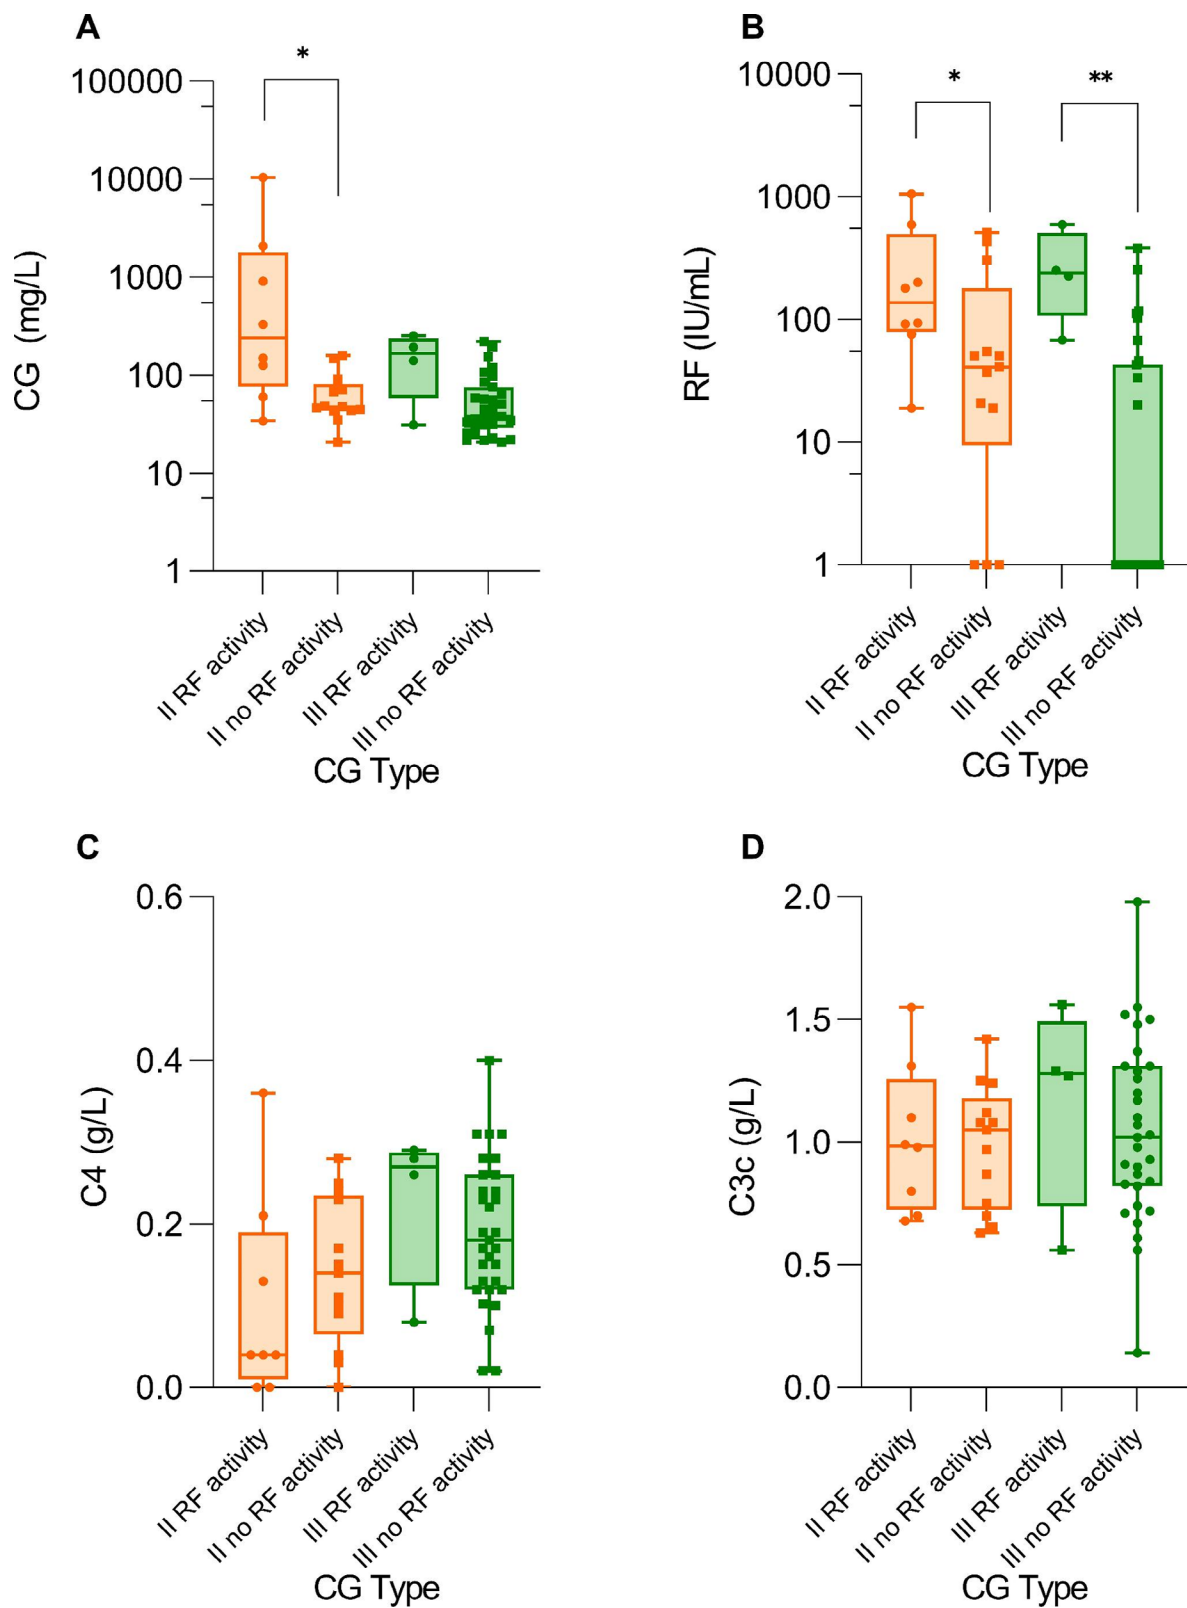 A
*
100000
10000
1000
100
10
1
CG (mg/L)
II RF activity
II no RF activity
III RF activity
III no RF activity
CG Type
B
*
**
10000
1000
100
10
1
RF (IU/mL)
II RF activity
II no RF activity
III RF activity
III no RF activity
CG Type
C
0.6
0.4
0.2
0.0
C4 (g/L)
II RF activity
II no RF activity
III RF activity
III no RF activity
CG Type
D
2.0
1.5
1.0
0.5
0.0
C3c (g/L)
II RF activity
II no RF activity
III RF activity
III no RF activity
CG Type